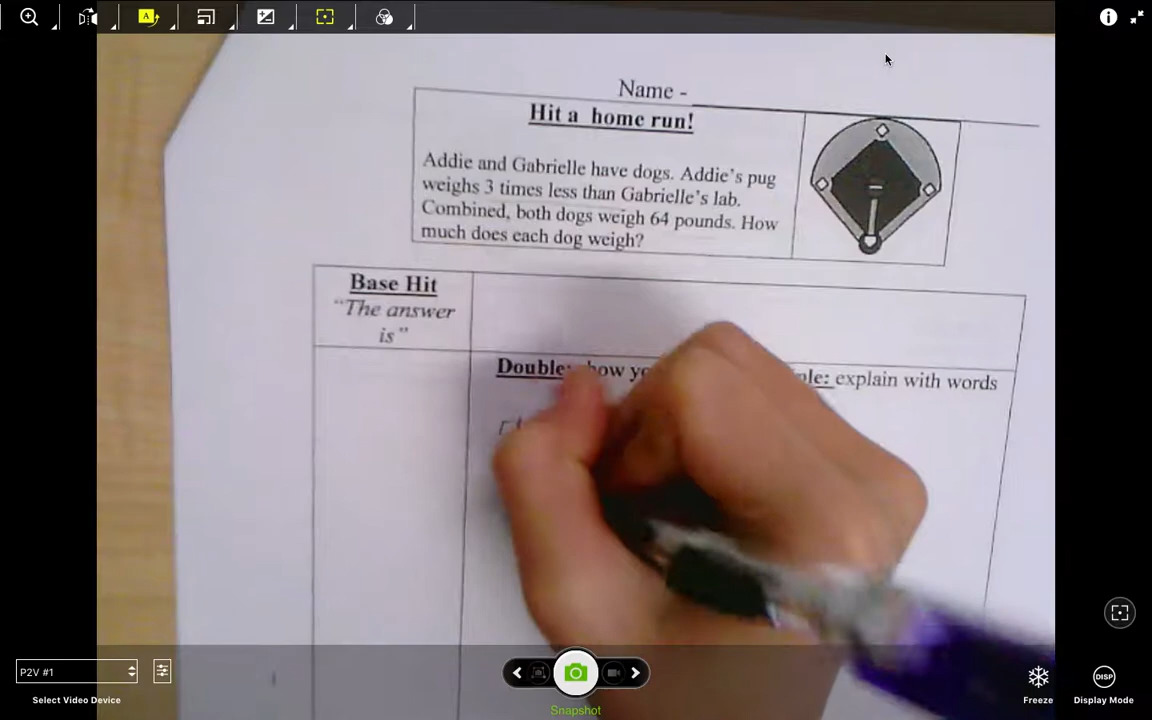 Name -
Hit a home run!
Addie and Gabrielle have dogs. Addie's pug
weighs 3 times less than Gabrielle's lab.
Combined, both dogs weigh 64 pounds. How
much does each dog weigh?
Base Hit
"The answer
is"
Double: explain with words
P2V #1
Select Video Device
Snapshot
Freeze
DISP
Display Mode